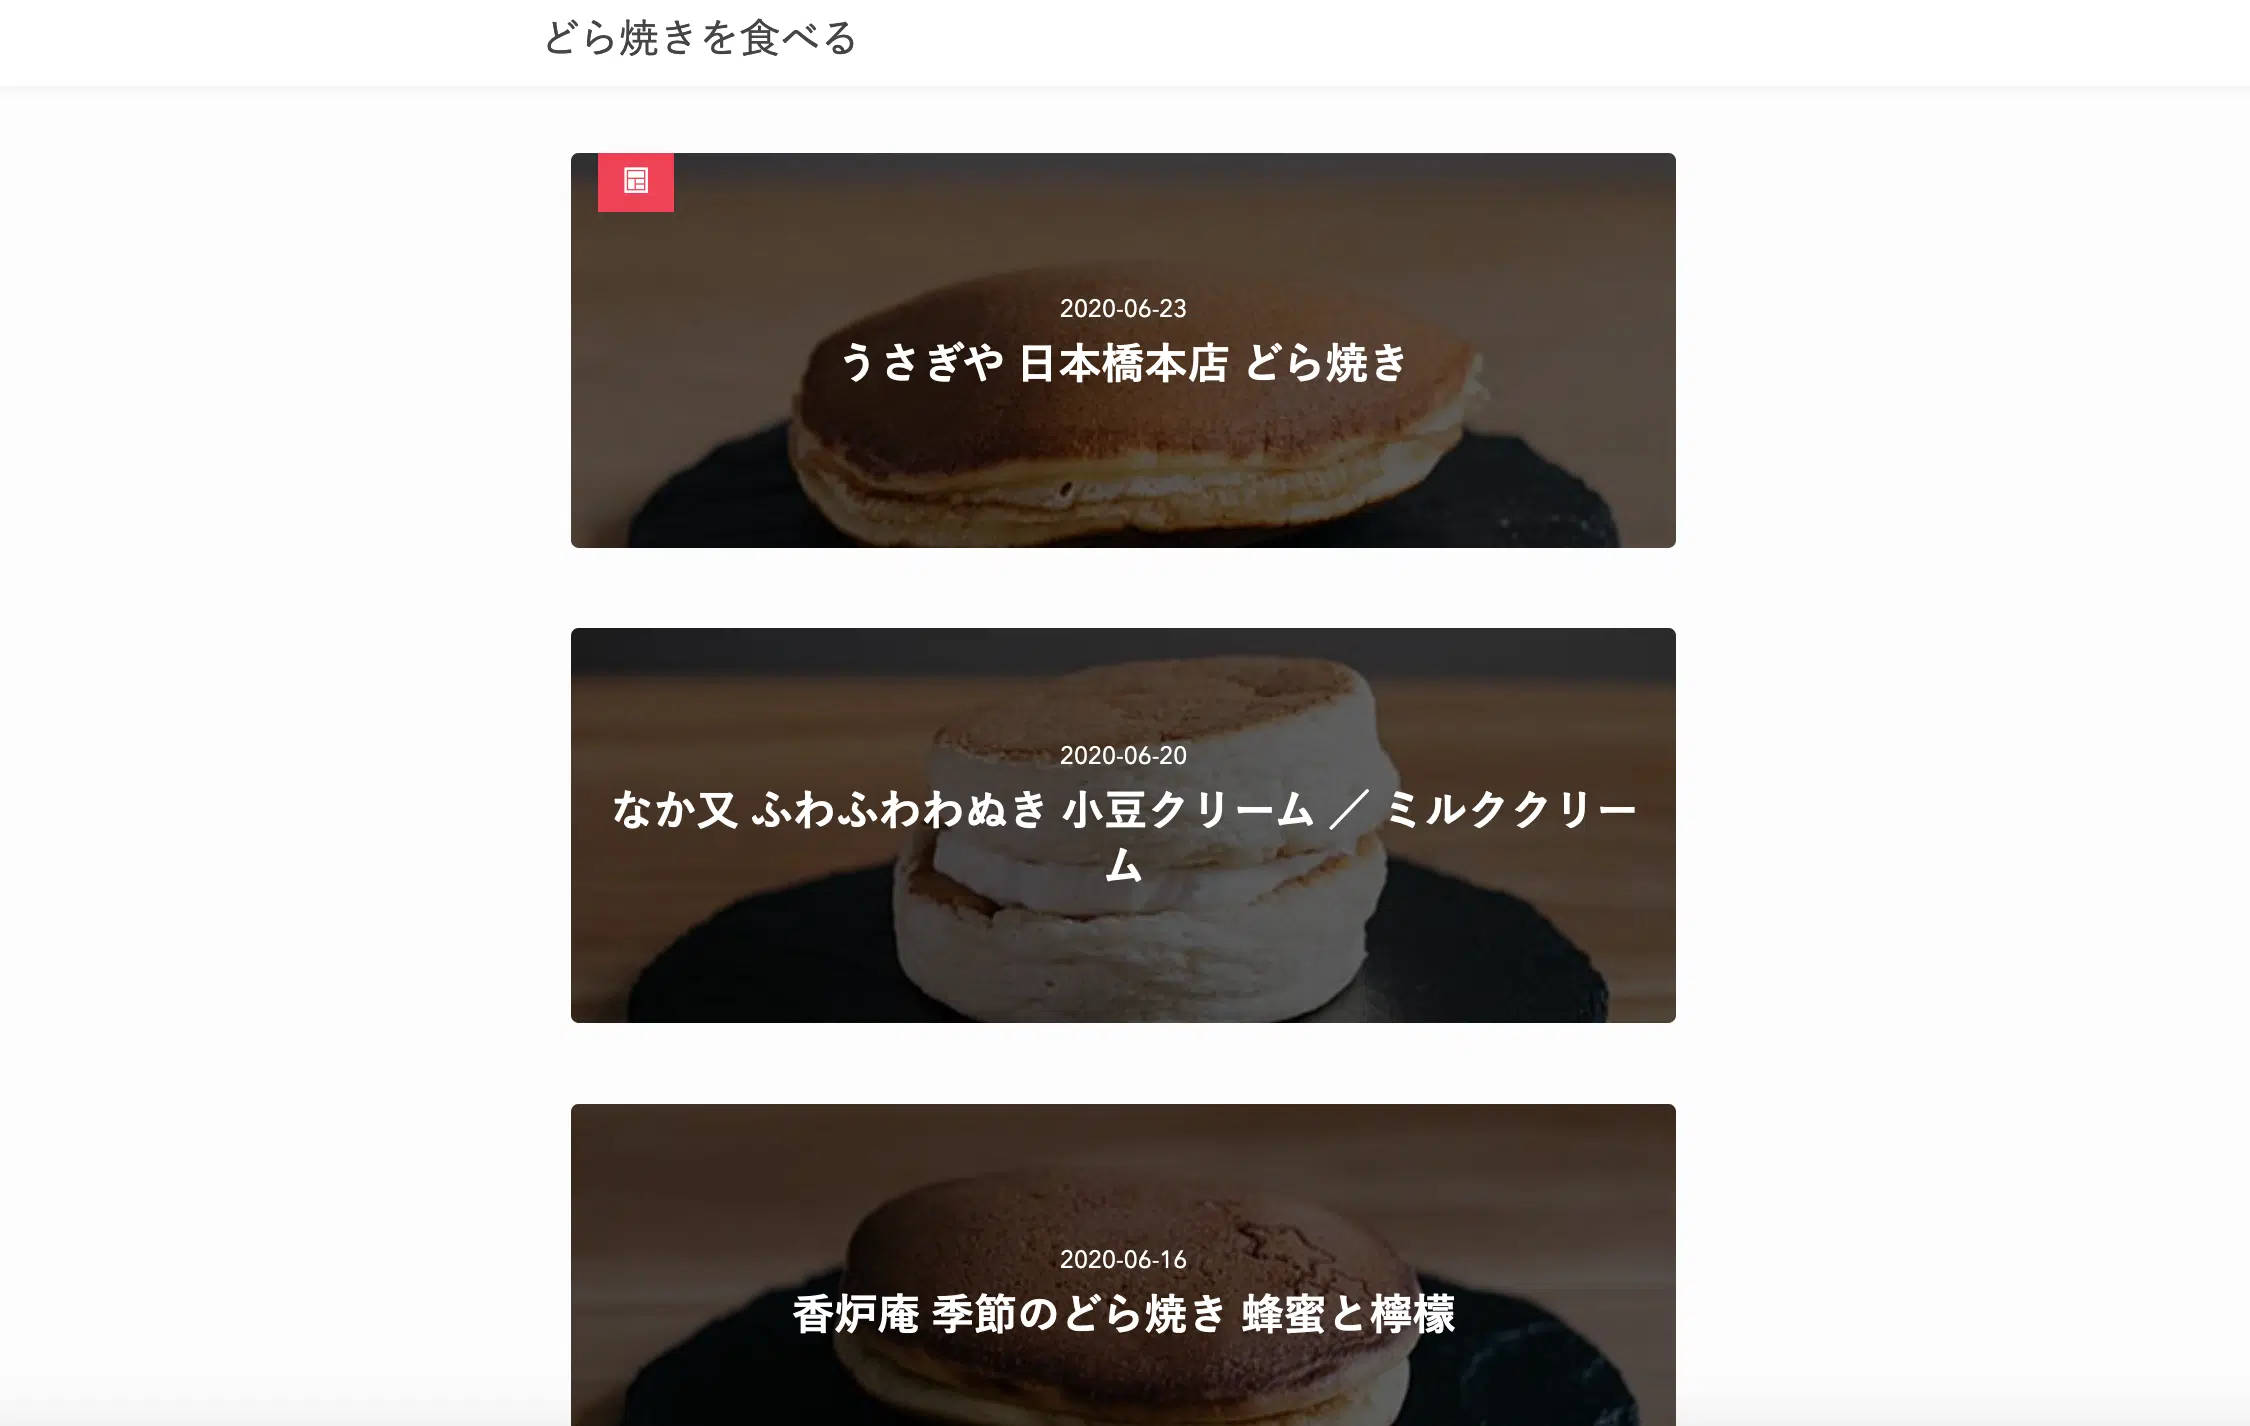 どら焼きを食べる
2020-06-23
うさぎや 日本橋本店 どら焼き
2020-06-20
なか又 ふわふわわぬき 小豆クリーム ／ ミルククリー
ム
2020-06-16
香炉庵 季節のどら焼き 蜂蜜と檸檬